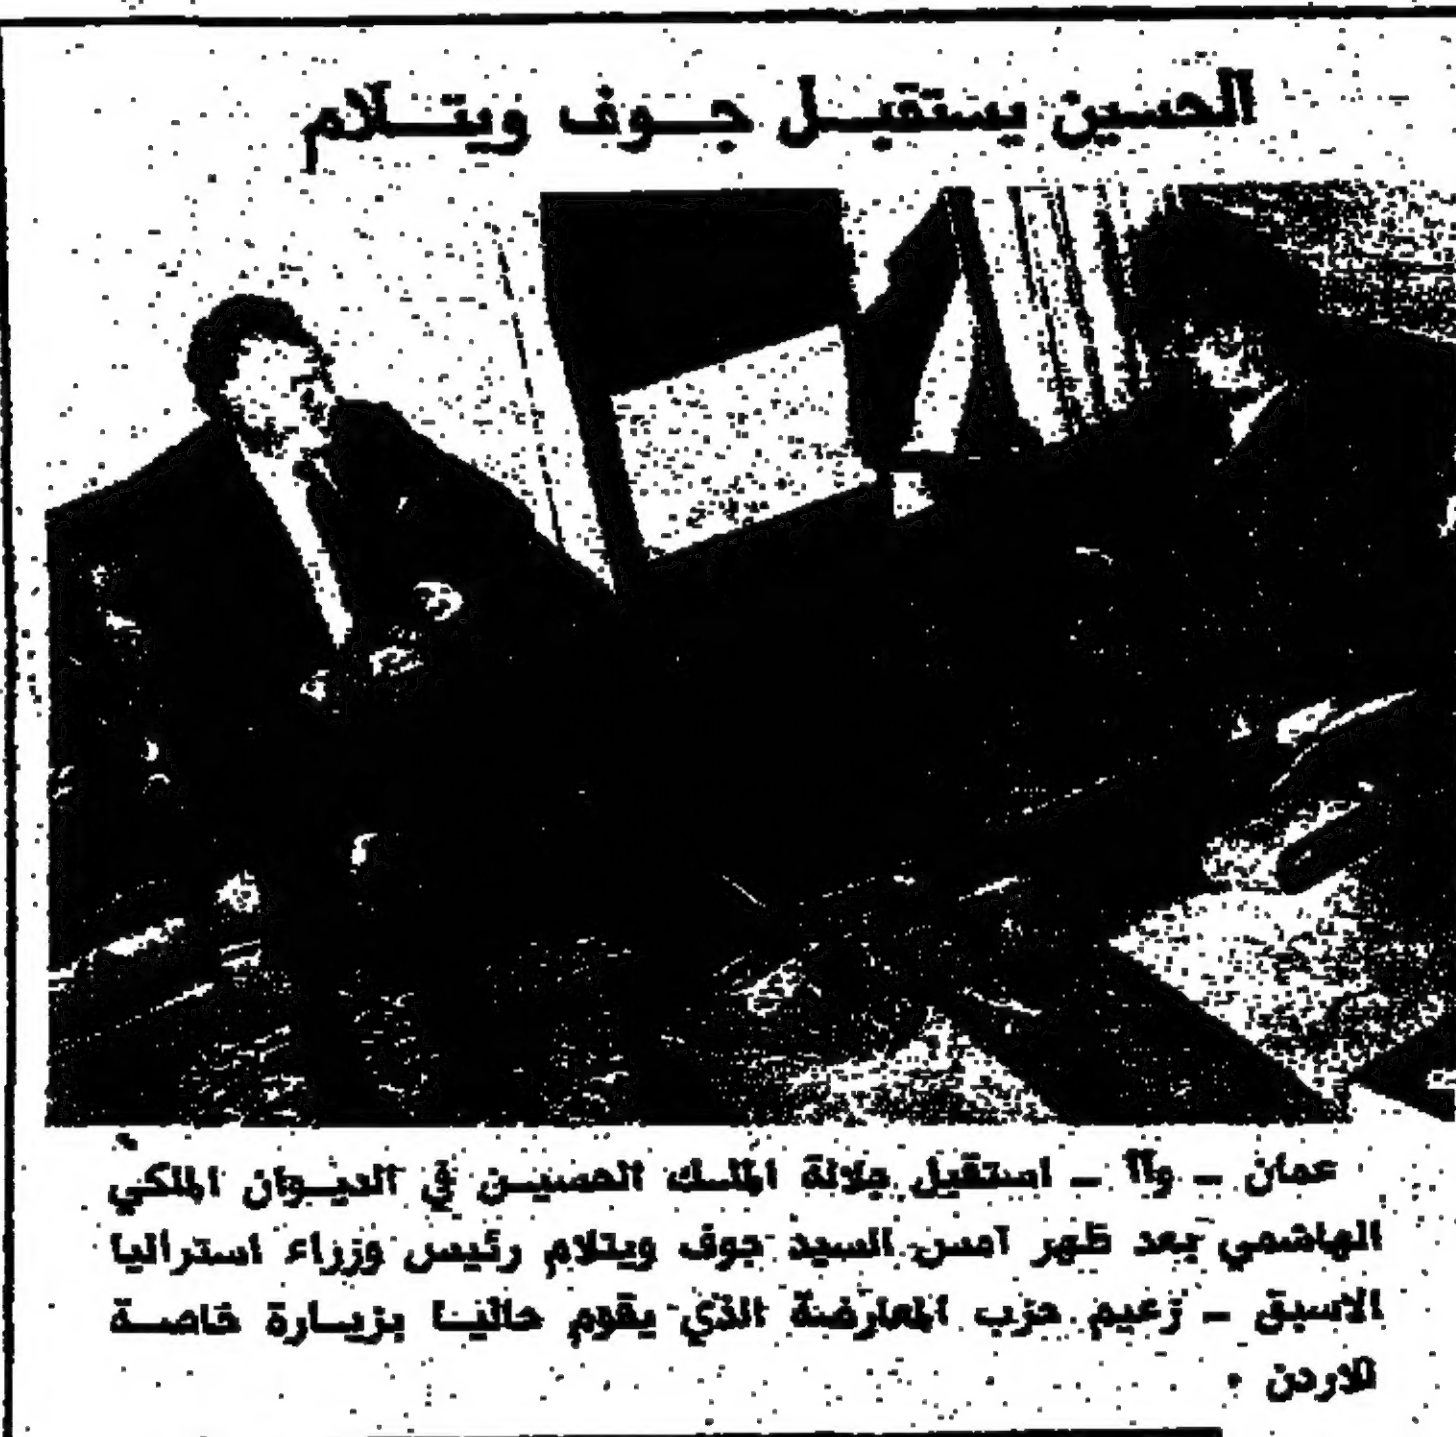 الحسين يستقبل جوف ويتلام
عمان – وأأ – استقبل جلالة الملك الحسين في الديوان الملكي
الهاشمي بعد ظهر امس السيد جوف ويتلام رئيس وزراء استراليا
الاسبق – زعيم حزب المعارضة الذي يقوم حاليا بزيارة خاصة
للاردن .